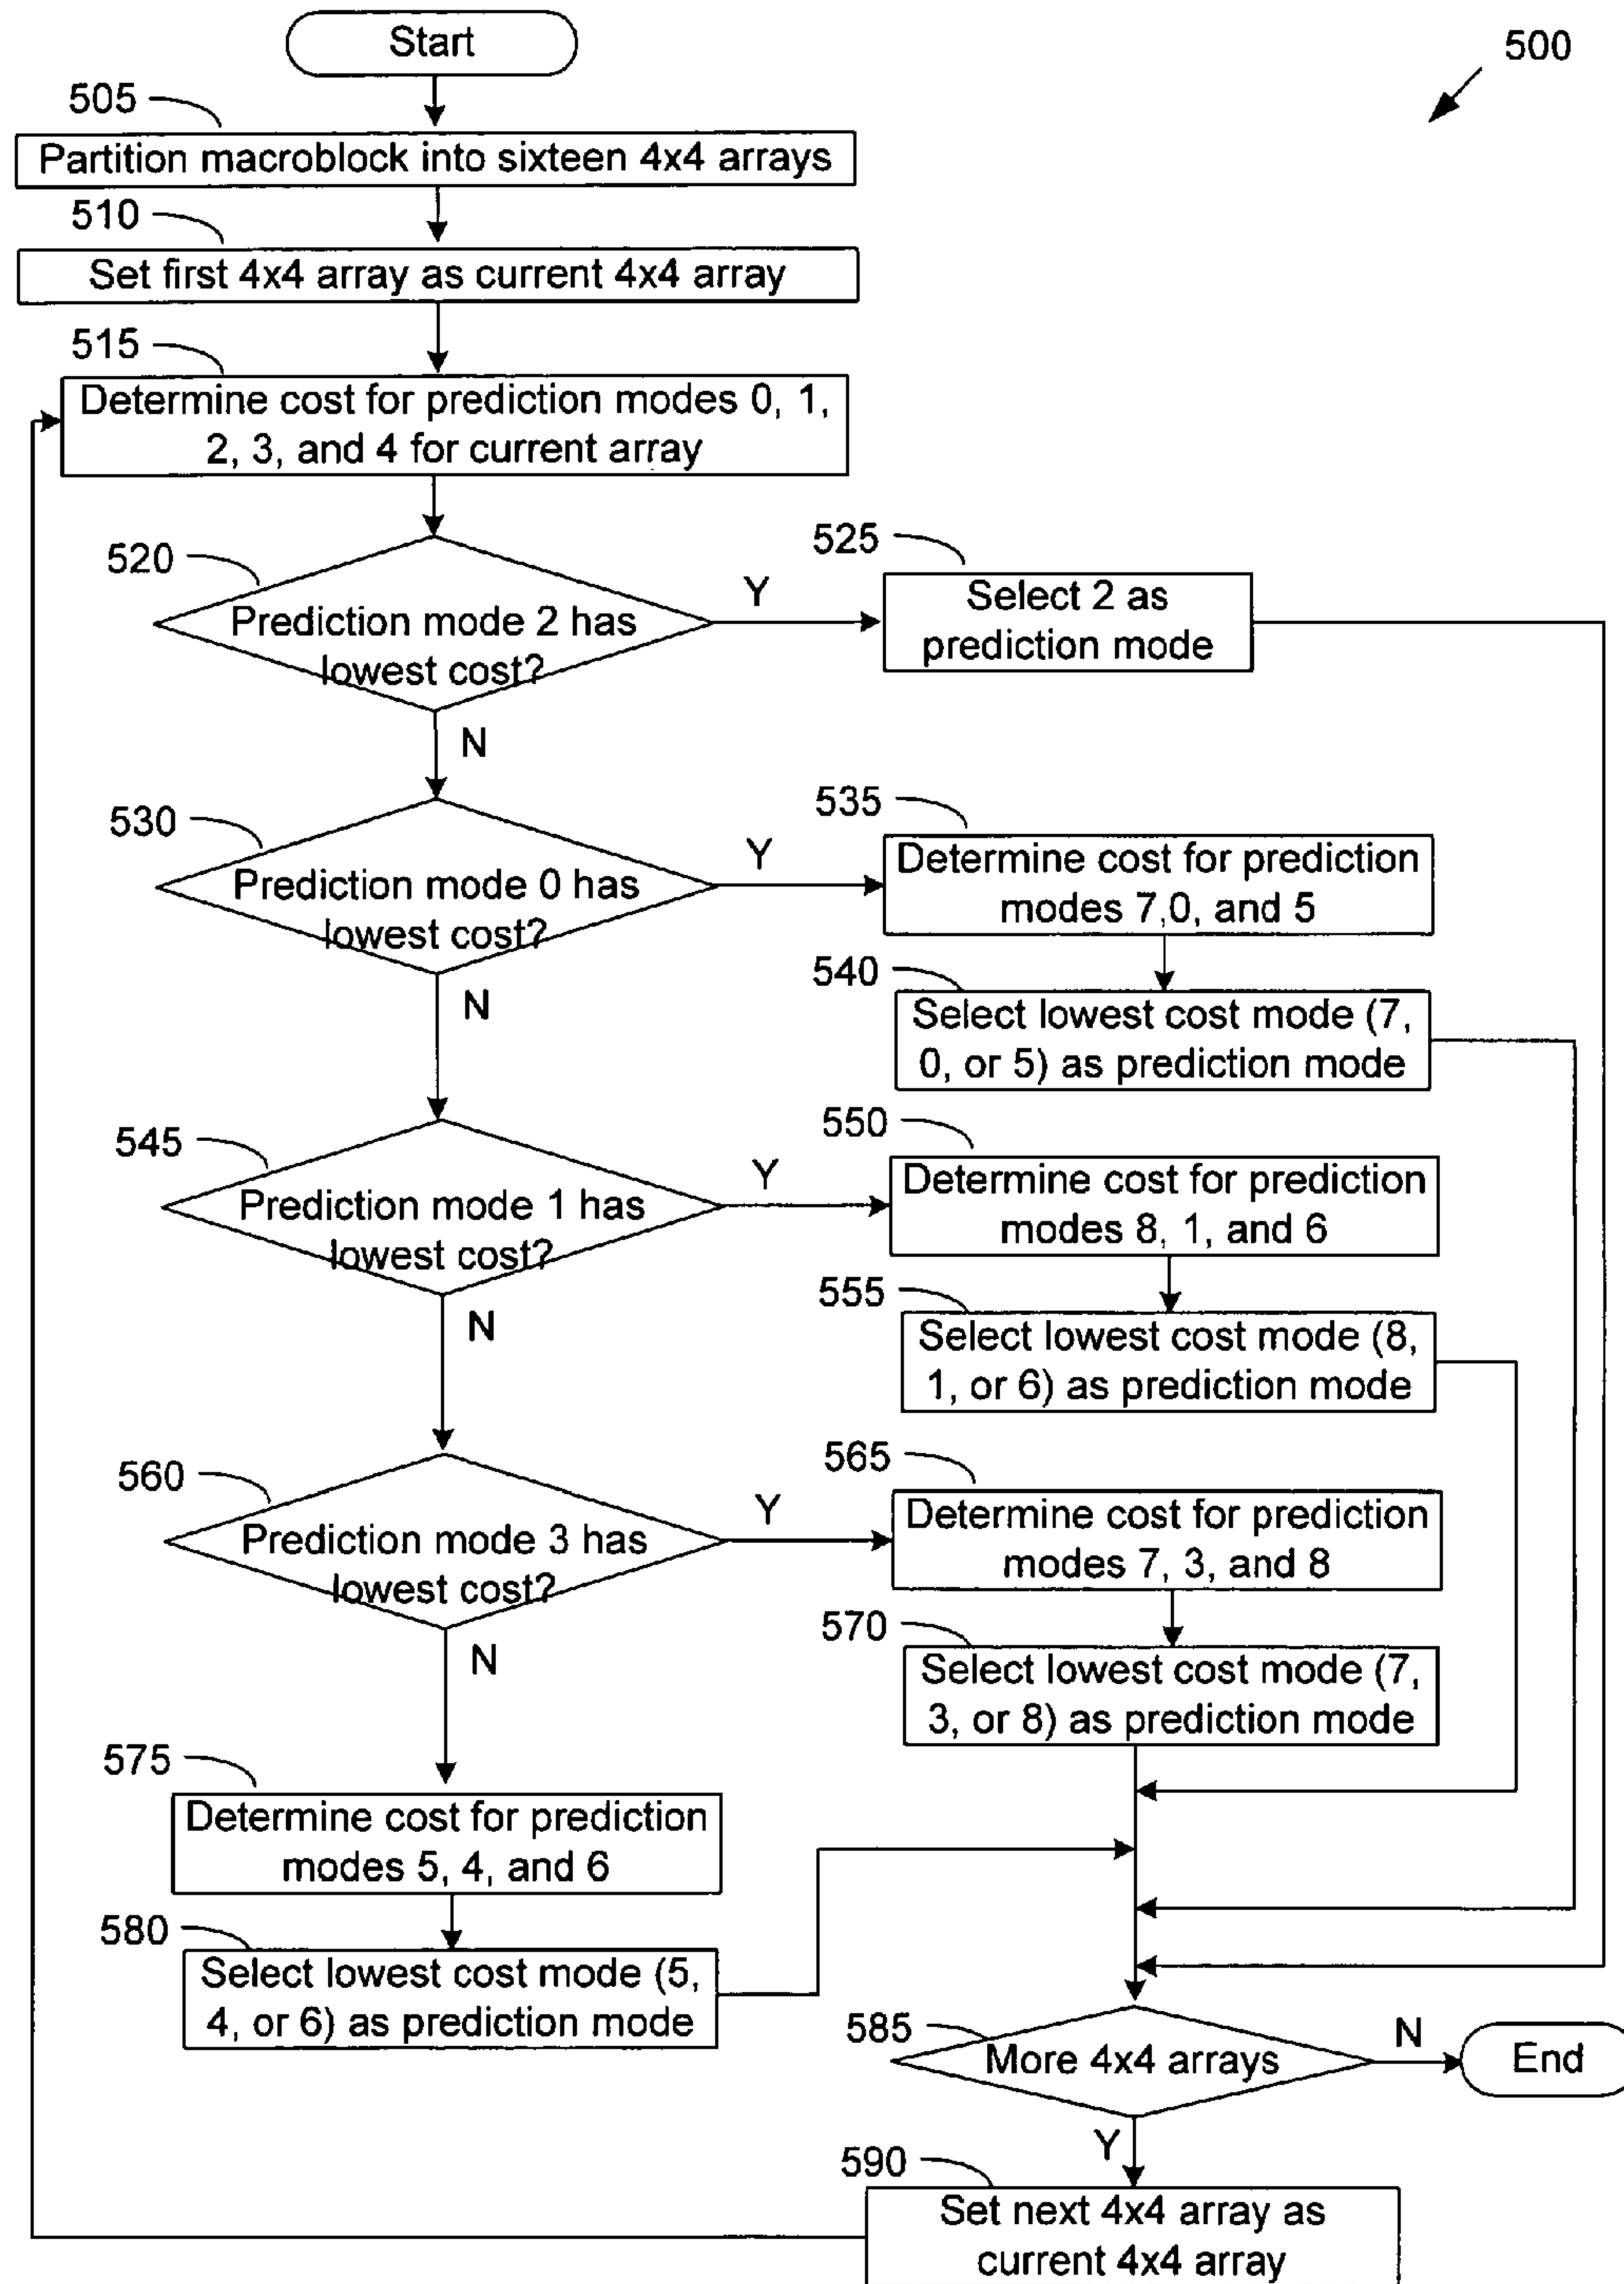 Start
500
505
Partition macroblock into sixteen 4x4 arrays
510
Set first 4x4 array as current 4x4 array
515
Determine cost for prediction modes 0, 1,
2, 3, and 4 for current array
520
Prediction mode 2 has
lowest cost?
Y
525
Select 2 as
prediction mode
N
530
Prediction mode 0 has
lowest cost?
Y
535
Determine cost for prediction
modes 7,0, and 5
540
Select lowest cost mode (7,
0, or 5) as prediction mode
N
545
Prediction mode 1 has
lowest cost?
Y
550
Determine cost for prediction
modes 8, 1, and 6
555
Select lowest cost mode (8,
1, or 6) as prediction mode
N
560
Prediction mode 3 has
lowest cost?
Y
565
Determine cost for prediction
modes 7, 3, and 8
570
Select lowest cost mode (7,
3, or 8) as prediction mode
N
575
Determine cost for prediction
modes 5, 4, and 6
580
Select lowest cost mode (5,
4, or 6) as prediction mode
585
More 4x4 arrays
N
End
Y
590
Set next 4x4 array as
current 4x4 array